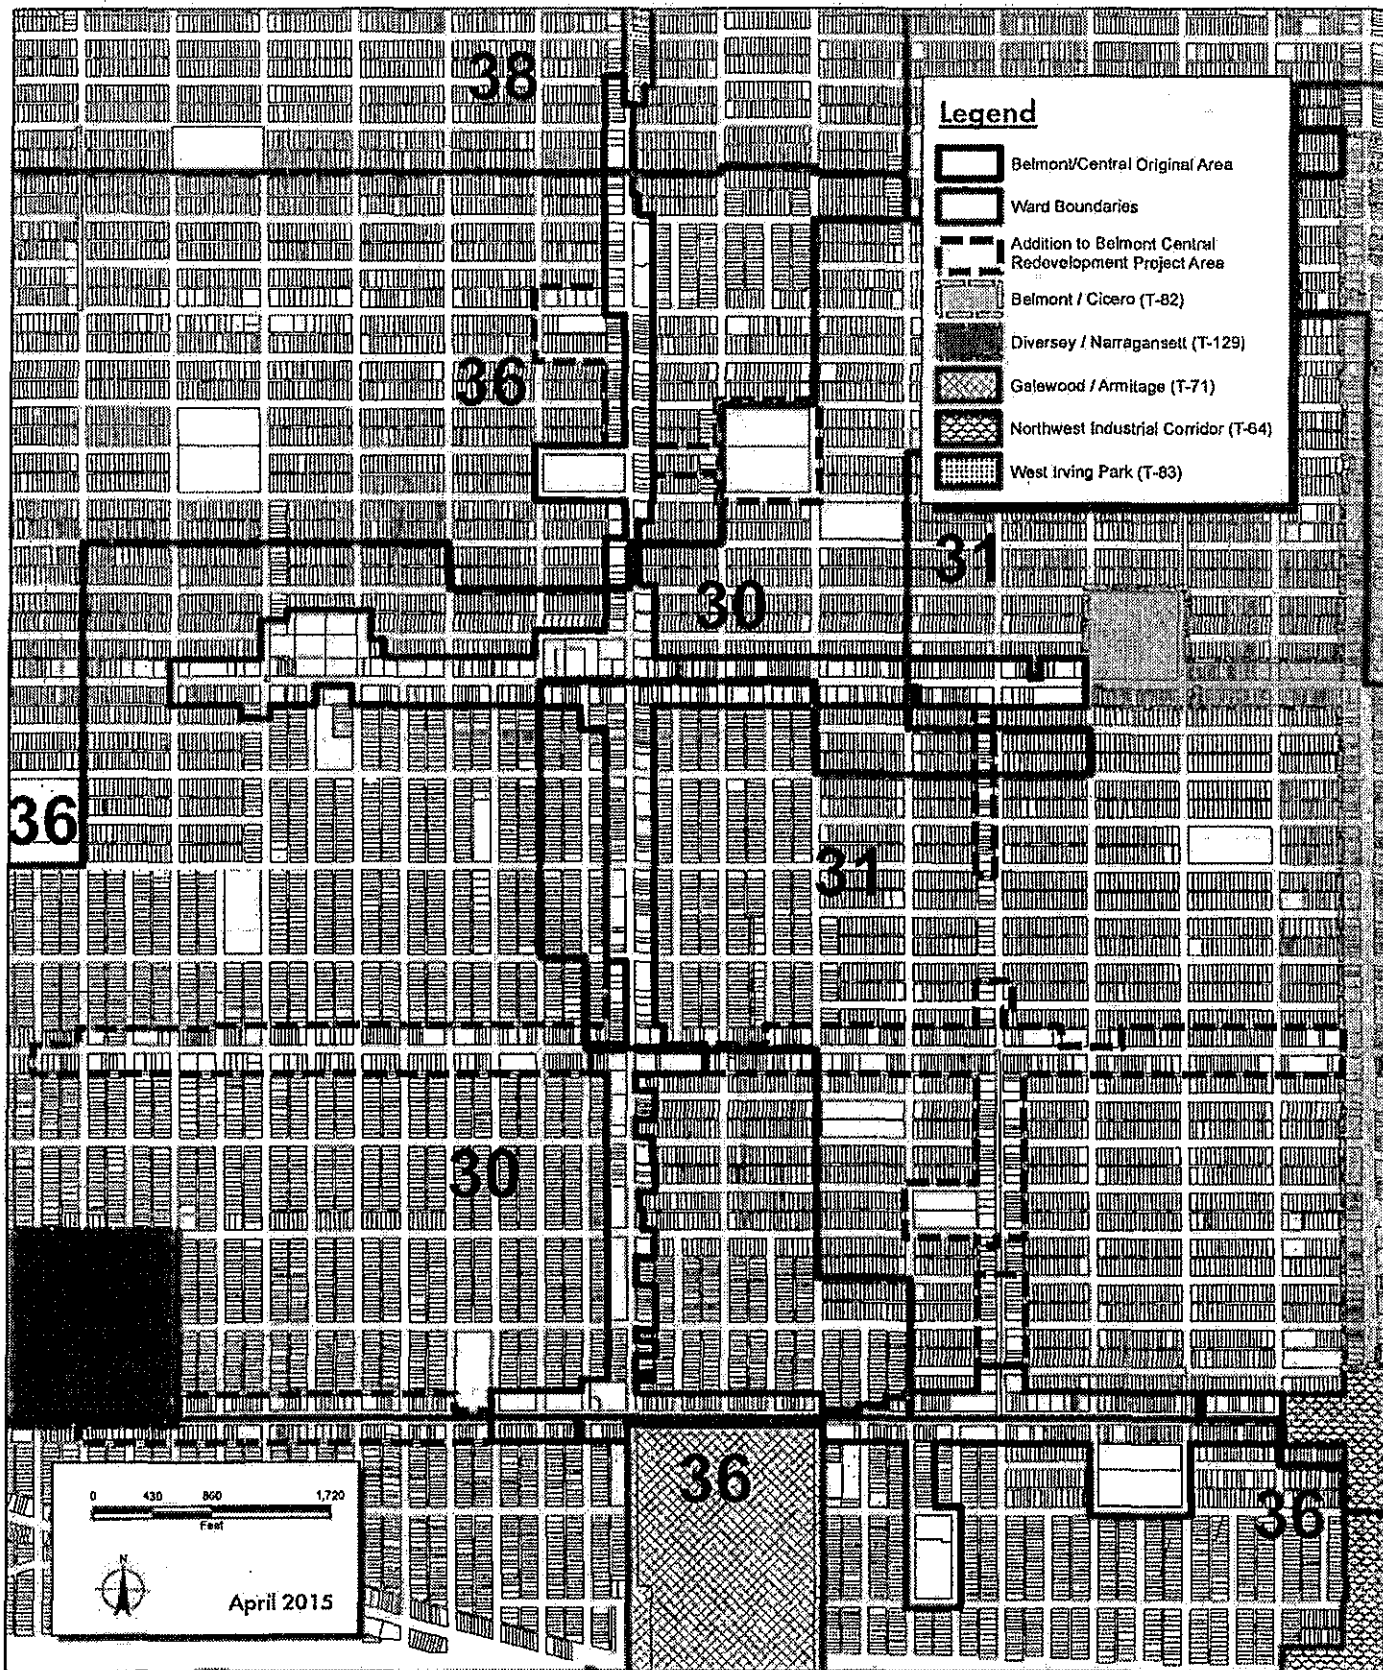 38
Legend
Belmont/Central Original Area
Ward Boundaries
Addition to Belmont Central
Redevelopment Project Area
Belmont / Cicero (T-82)
Diversey / Narragansett (T-129)
Galewood / Armitage (T-71)
Northwest Industrial Corridor (T-64)
West Irving Park (T-83)
36
31
30
36
31
30
36
36
0 430 860 1,720
Feet
N
April 2015